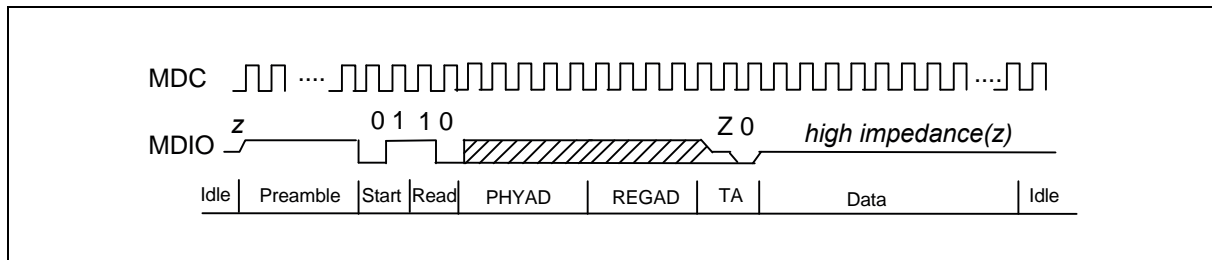 MDC ....  ....
z 0 1 1 0 Z 0 high impedance(z)
MDIO
Idle Preamble Start Read PHYAD REGAD TA Data Idle